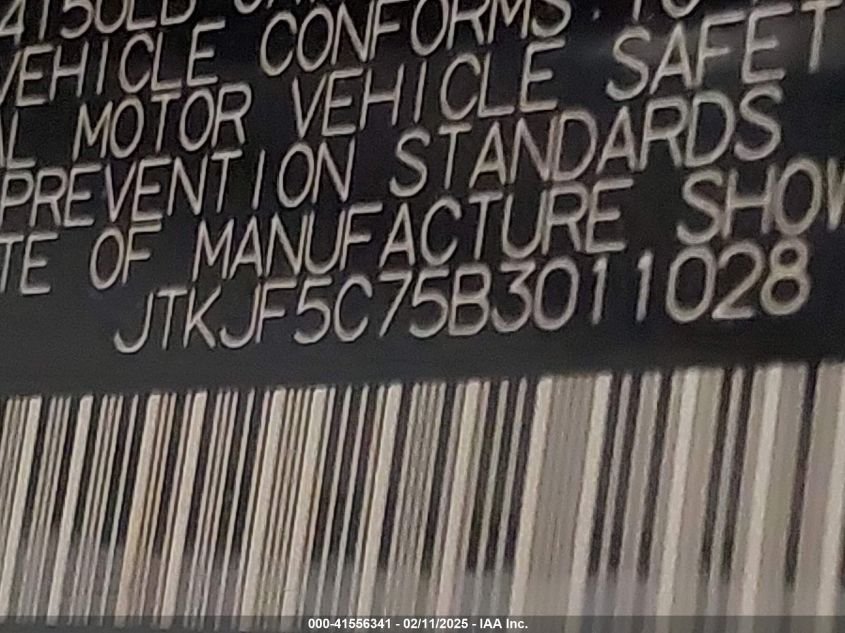 VEHICLE CONFORMS TO
MOTOR VEHICLE SAFET
PREVENTION STANDARDS
TE OF MANUFACTURE SHOW
JTKJF5C75B3011028
000-41556341 - 02/11/2025 - IAA Inc.